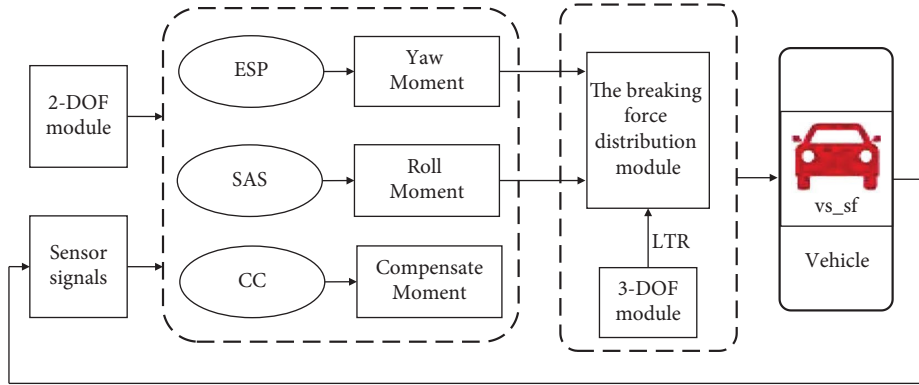 2-DOF
module
Sensor
signals
ESP
Yaw
Moment
SAS
Roll
Moment
CC
Compensate
Moment
The breaking
force
distribution
module
LTR
3-DOF
module
vs_sf
Vehicle